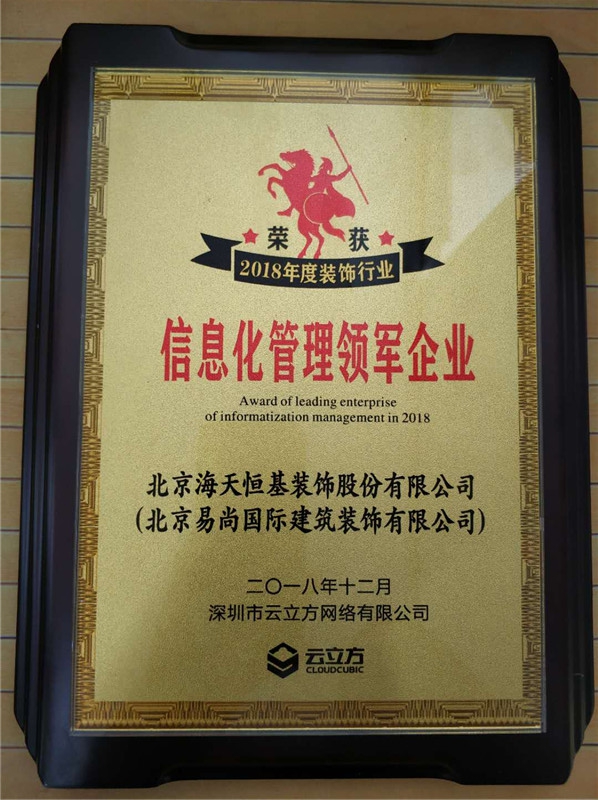 荣获
2018年度装饰行业
信息化管理领军企业
Award of leading enterprise
of informatization management in 2018
北京海天恒基装饰股份有限公司
(北京易尚国际建筑装饰有限公司)
二〇一八年十二月
深圳市云立方网络有限公司
云立方
CLOUDCUBIC